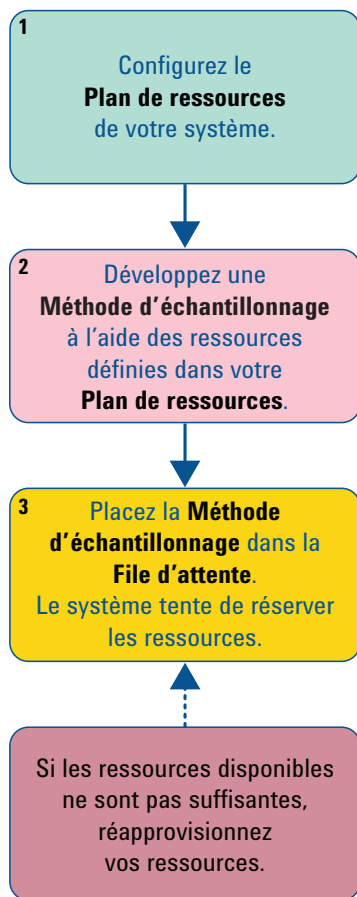 1
Configurez le
Plan de ressources
de votre système.
2
Développez une
Méthode d'échantillonnage
à l'aide des ressources
définies dans votre
Plan de ressources.
3
Placez la Méthode
d'échantillonnage dans la
File d'attente.
Le système tente de réserver
les ressources.
Si les ressources disponibles
ne sont pas suffisantes,
réapprovisionnez
vos ressources.